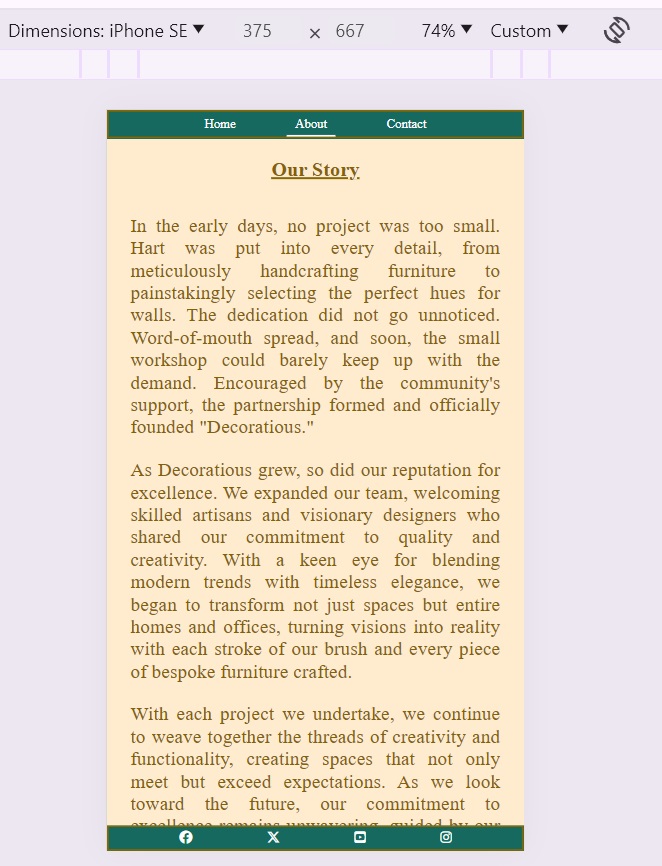 Dimensions: iPhone SE 375 × 667 74% Custom
Home About Contact
Our Story
In the early days, no project was too small.
Hart was put into every detail, from
meticulously handcrafting furniture to
painstakingly selecting the perfect hues for
walls. The dedication did not go unnoticed.
Word-of-mouth spread, and soon, the small
workshop could barely keep up with the
demand. Encouraged by the community's
support, the partnership formed and officially
founded "Decoratious."
As Decoratious grew, so did our reputation for
excellence. We expanded our team, welcoming
skilled artisans and visionary designers who
shared our commitment to quality and
creativity. With a keen eye for blending
modern trends with timeless elegance, we
began to transform not just spaces but entire
homes and offices, turning visions into reality
with each stroke of our brush and every piece
of bespoke furniture crafted.
With each project we undertake, we continue
to weave together the threads of creativity and
functionality, creating spaces that not only
meet but exceed expectations. As we look
toward the future, our commitment to
excellence remains unwavering, guided by our